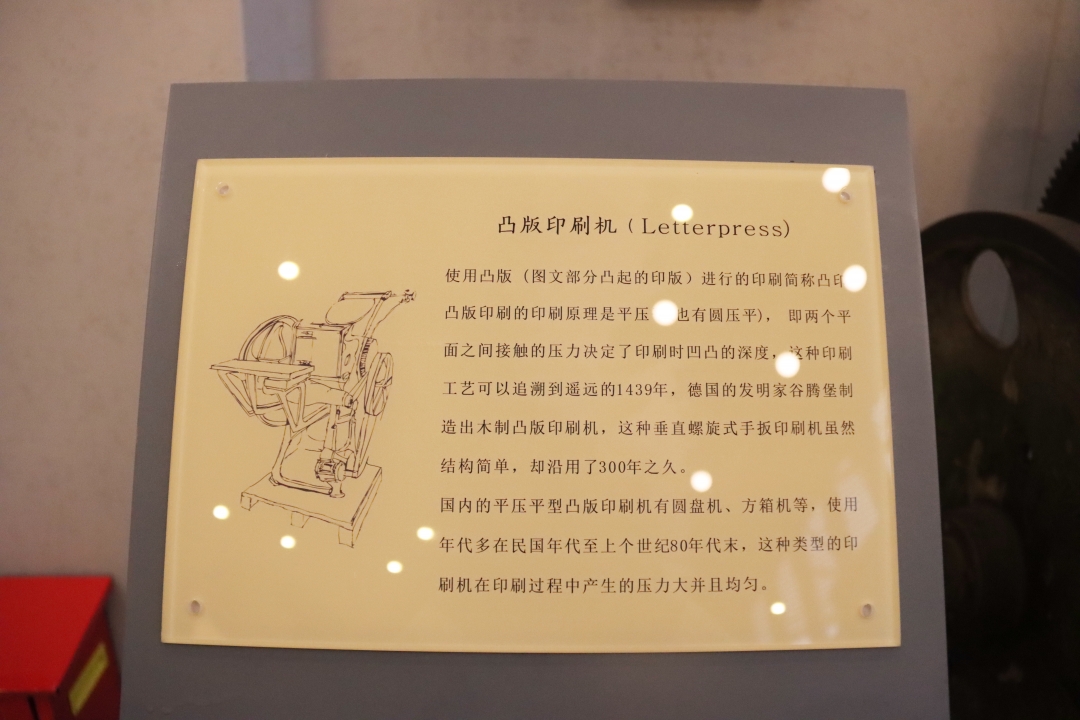 凸版印刷机（Letterpress）
使用凸版（图文部分凸起的印版）进行的印刷简称凸印
凸版印刷的印刷原理是平压 也有圆压平）， 即两个平
面之间接触的压力决定了印刷时凹凸的深度，这种印刷
工艺可以追溯到遥远的1439年，德国的发明家谷腾堡制
造出木制凸版印刷机，这种垂直螺旋式手扳印刷机虽然
结构简单，却沿用了300年之久。
国内的平压平型凸版印刷机有圆盘机、方箱机等，使用
年代多在民国年代至上个世纪80年代末，这种类型的印
刷机在印刷过程中产生的压力大并且均匀。